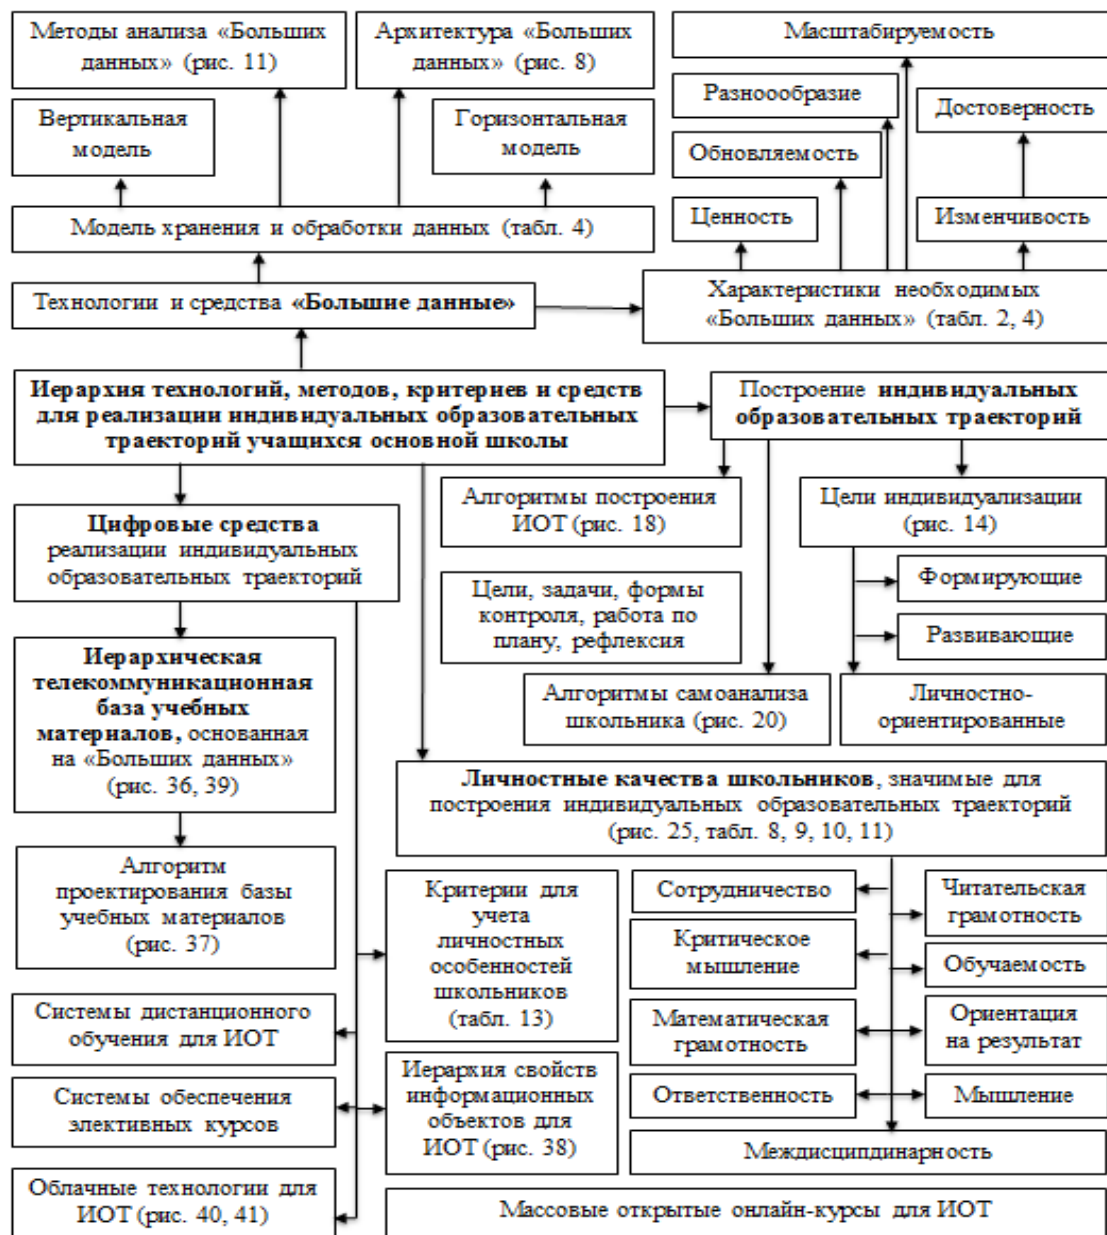 Методы анализа «Больших
данных» (рис. 11)
Архитектура «Больших
данных» (рис. 8)
Масштабируемость
Разноообразие
Достоверность
Вертикальная
модель
Горизонтальная
модель
Обновляемость
Ценность
Изменчивость
Модель хранения и обработки данных (табл. 4)
Технологии и средства «Большие данные»
Характеристики необходимых
«Больших данных» (табл. 2, 4)
Иерархия технологий, методов, критериев и средств
для реализации индивидуальных образовательных
траекторий учащихся основной школы
Построение индивидуальных
образовательных траекторий
Алгоритмы построения
ИОТ (рис. 18)
Цели индивидуализации
(рис. 14)
Цифровые средства
реализации индивидуальных
образовательных траекторий
Формирующие
Цели, задачи, формы
контроля, работа по
плану, рефлексия
Развивающие
Иерархическая
телекоммуникационная
база учебных
материалов, основанная
на «Больших данных»
(рис. 36, 39)
Алгоритмы самоанализа
школьника (рис. 20)
Личностно-
ориентированные
Личностные качества школьников, значимые для
построения индивидуальных образовательных траекторий
(рис. 25, табл. 8, 9, 10, 11)
Алгоритм
проектирования базы
учебных материалов
(рис. 37)
Критерии для
учета
личностных
особенностей
школьников
(табл. 13)
Сотрудничество
Читательская
грамотность
Критическое
мышление
Обучаемость
Системы дистанционного
обучения для ИОТ
Математическая
грамотность
Ориентация
на результат
Иерархия свойств
информационных
объектов для
ИОТ (рис. 38)
Системы обеспечения
элективных курсов
Ответственность
Мышление
Междисципдинарность
Облачные технологии для
ИОТ (рис. 40, 41)
Массовые открытые онлайн-курсы для ИОТ